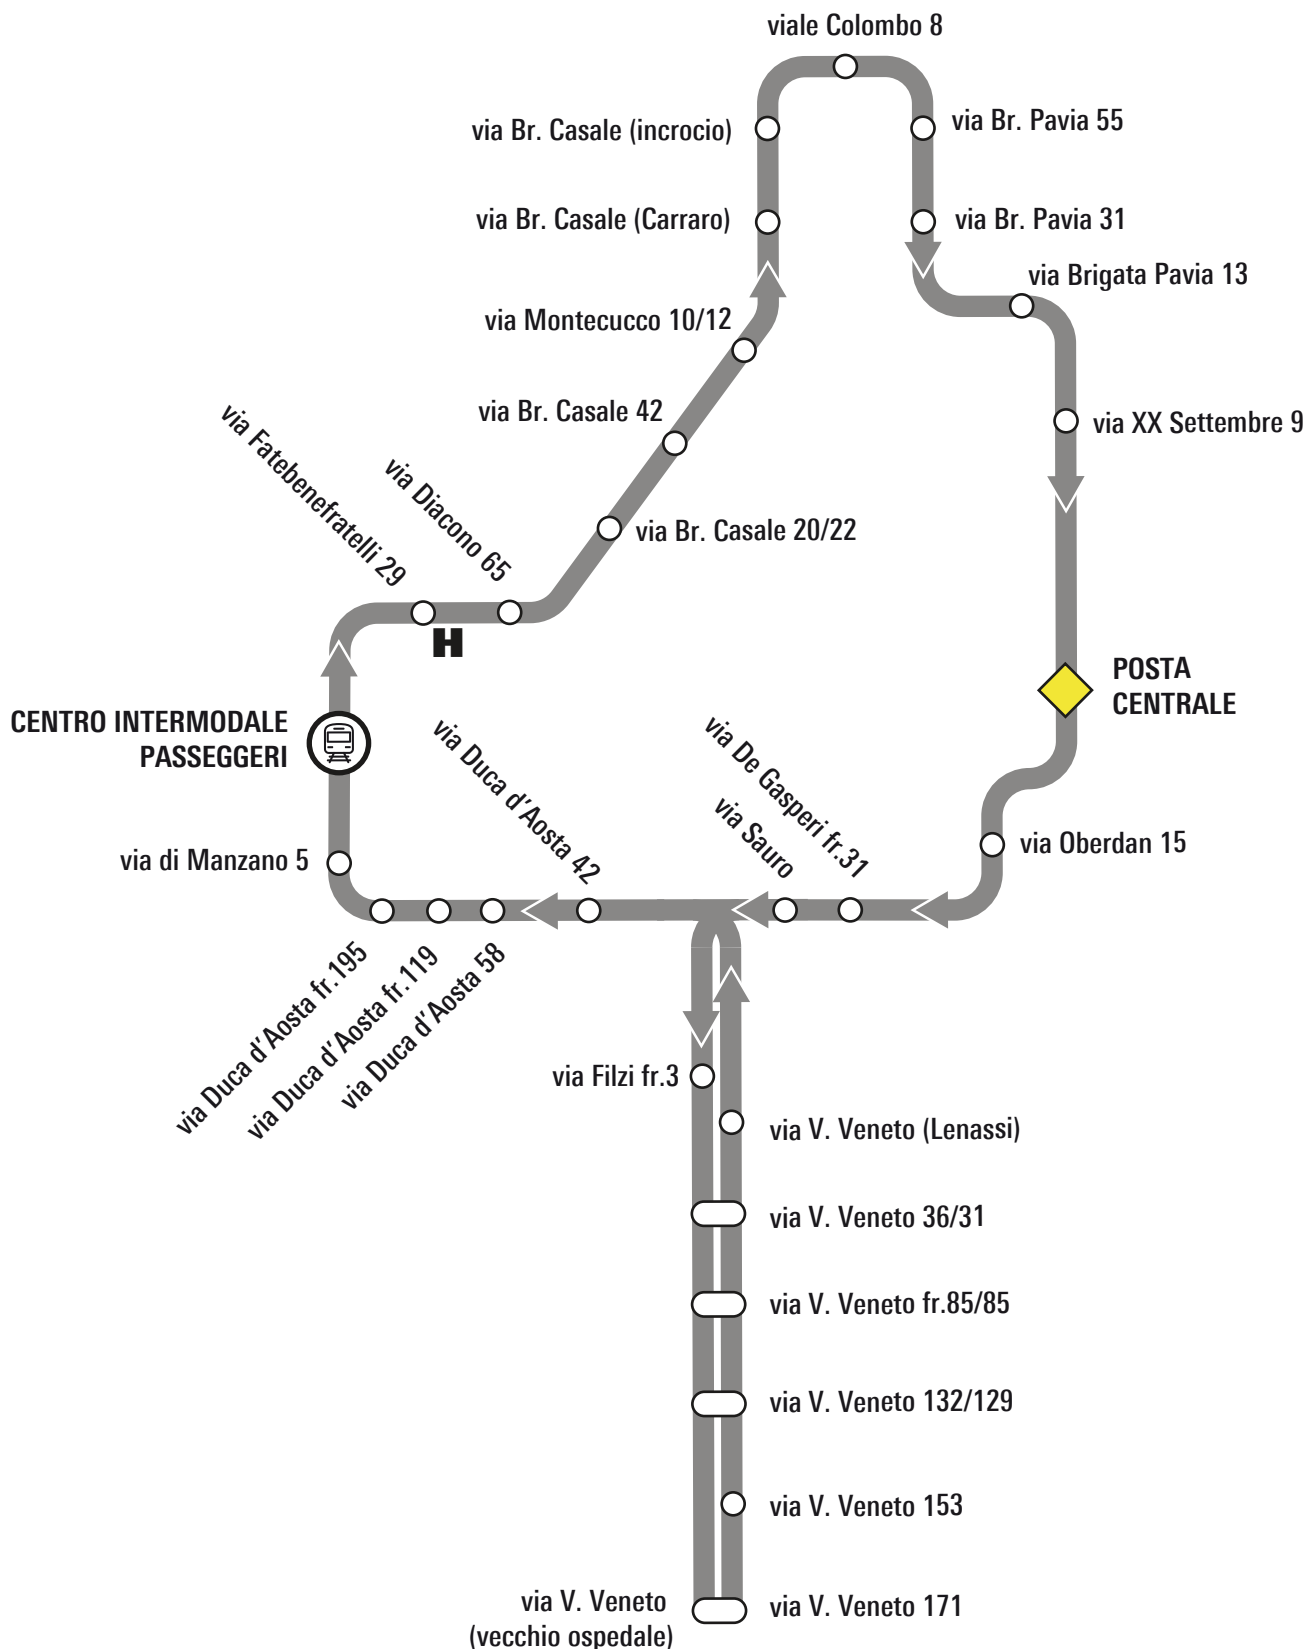 viale Colombo 8
via Br. Casale (incrocio)
via Br. Pavia 55
via Br. Casale (Carraro)
via Br. Pavia 31
via Brigata Pavia 13
via Montecucco 10/12
via Br. Casale 42
via XX Settembre 9
via Fatebenefratelli 29
via Diacono 65
via Br. Casale 20/22
H
POSTA
CENTRALE
CENTRO INTERMODALE
PASSEGGERI
via Duca d'Aosta 42
via De Gasperi fr.31
via Sauro
via Oberdan 15
via di Manzano 5
via Duca d'Aosta fr.195
via Duca d'Aosta fr.119
via Duca d'Aosta 58
via Filzi fr.3
via V. Veneto (Lenassi)
via V. Veneto 36/31
via V. Veneto fr.85/85
via V. Veneto 132/129
via V. Veneto 153
via V. Veneto
(vecchio ospedale)
via V. Veneto 171